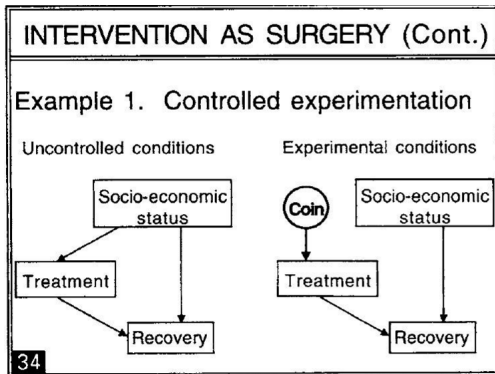 INTERVENTION AS SURGERY (Cont.)
Example 1. Controlled experimentation
Uncontrolled conditions
Experimental conditions
Socio-economic
status
Treatment
Recovery
Coin
Socio-economic
status
Treatment
Recovery
34